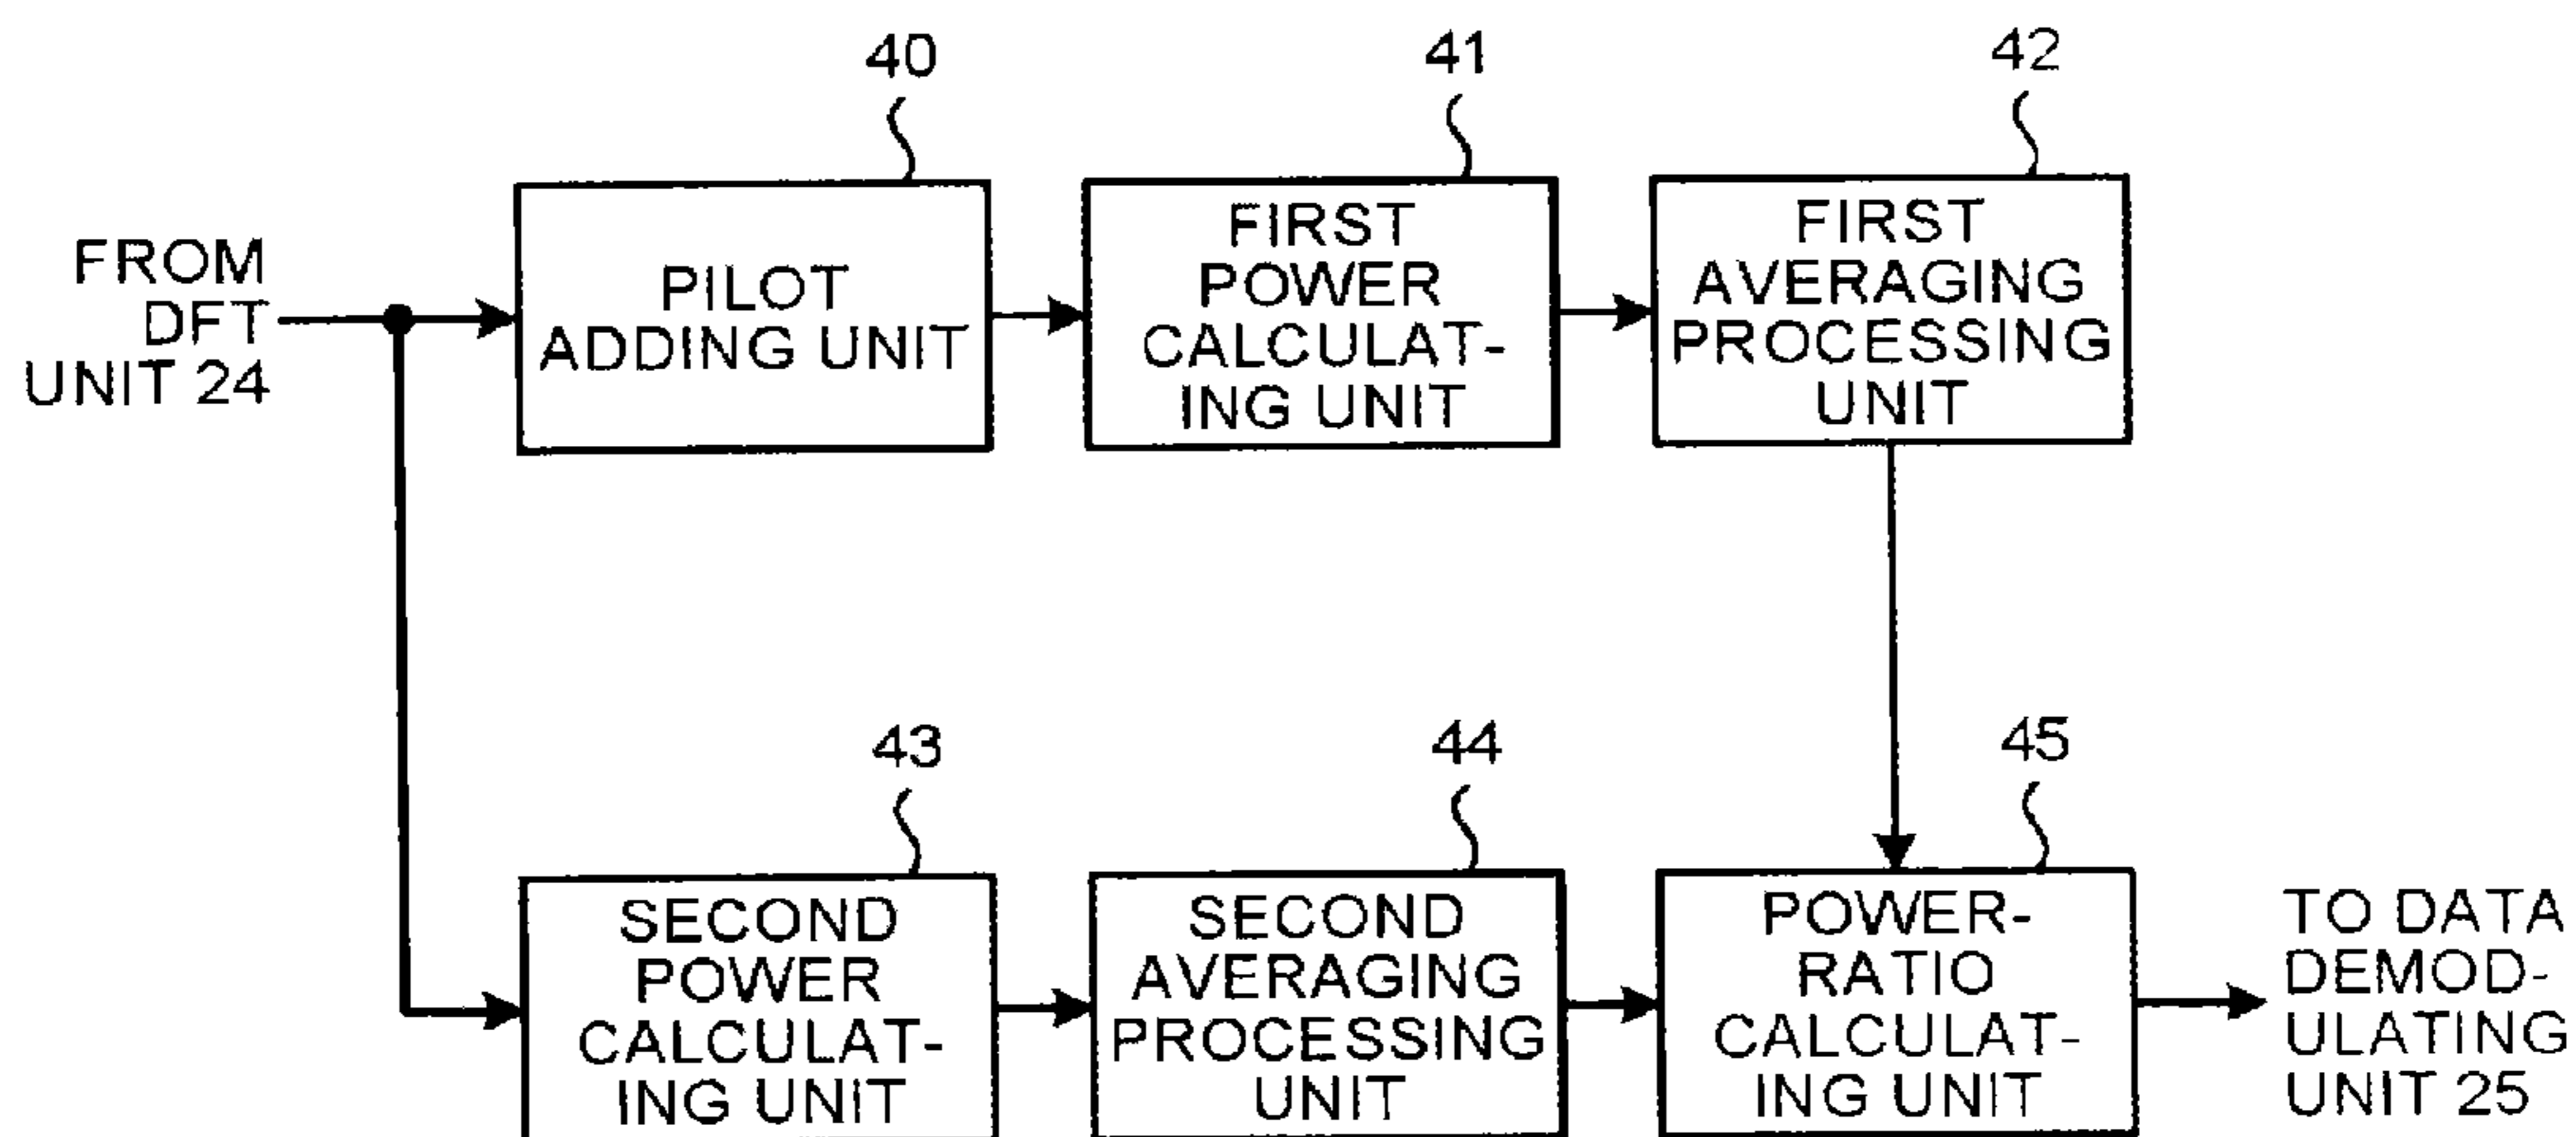 40
41
42
FROM
DFT
UNIT 24
PILOT
ADDING UNIT
FIRST
POWER
CALCULAT-
ING UNIT
FIRST
AVERAGING
PROCESSING
UNIT
43
44
45
SECOND
POWER
CALCULAT-
ING UNIT
SECOND
AVERAGING
PROCESSING
UNIT
POWER-
RATIO
CALCULAT-
ING UNIT
TO DATA
DEMOD-
ULATING
UNIT 25